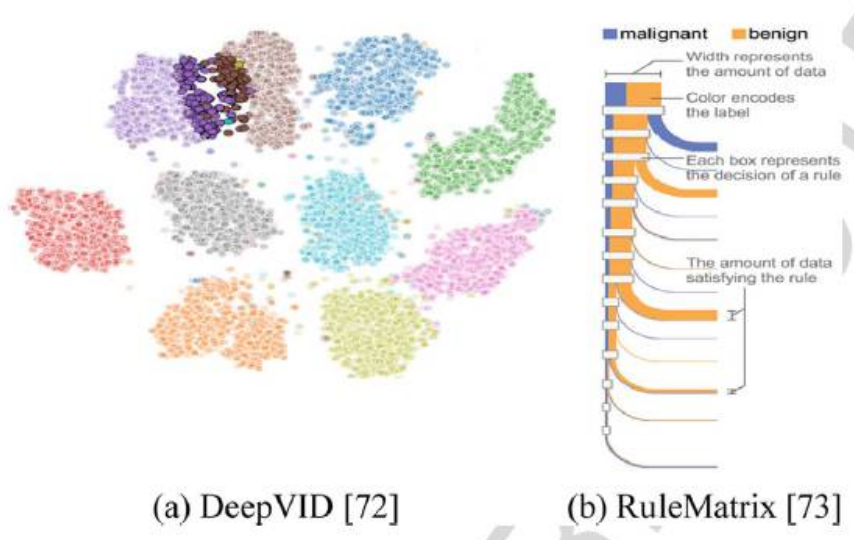 malignant benign
Width represents
the amount of data
Color encodes
the label
Each box represents
the decision of a rule
The amount of data
satisfying the rule
(a) DeepVID [72] (b) RuleMatrix [73]